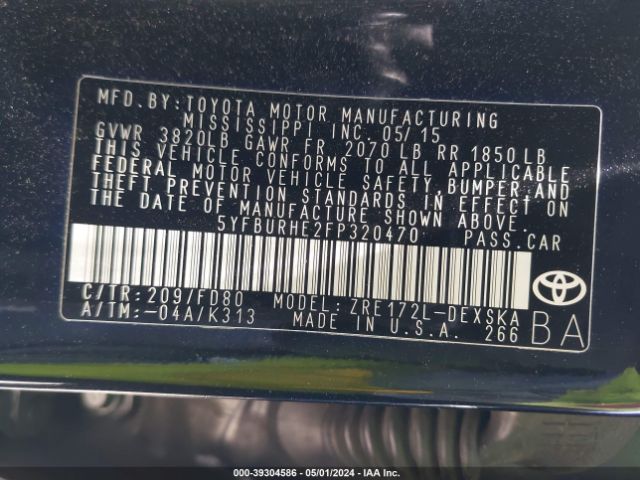 MFD. BY: TOYOTA MOTOR MANUFACTURING
MISSISSIPPI INC. 05/15
GVWR 3820LB GAWR FR 2070 LB RR 1850 LB
THIS VEHICLE CONFORMS TO ALL APPLICABLE
FEDERAL MOTOR VEHICLE SAFETY, BUMPER, AND
THEFT PREVENTION STANDARDS IN EFFECT ON
THE DATE OF MANUFACTURE SHOWN ABOVE.
5YFBURHE2FP320470 PASS. CAR
C/TR: 209/FD80 MODEL: ZRE172L-DEXSKA
A/TM: -04A/K313 MADE IN U.S.A. 266
BA
TOYOTA
000-39304586 - 05/01/2024 - IAA Inc.